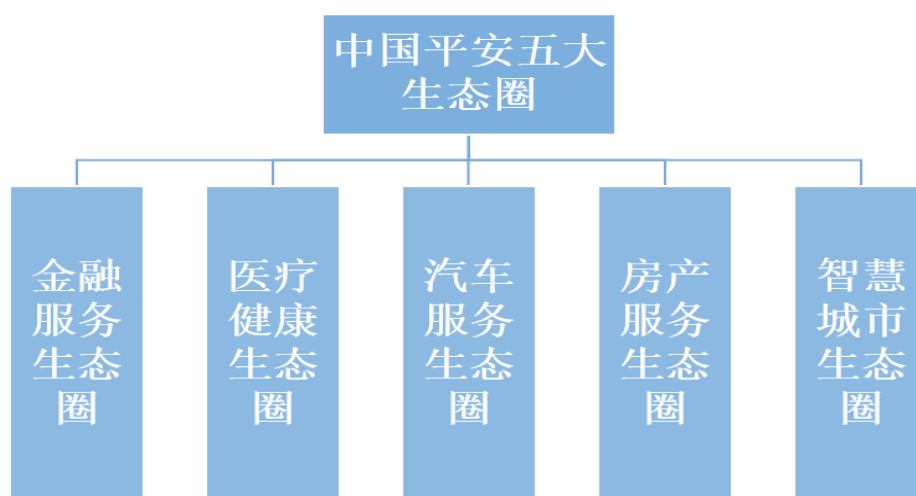 中国平安五大
生态圈
金融
服务
生态
圈
医疗
健康
生态
圈
汽车
服务
生态
圈
房产
服务
生态
圈
智慧
城市
生态
圈